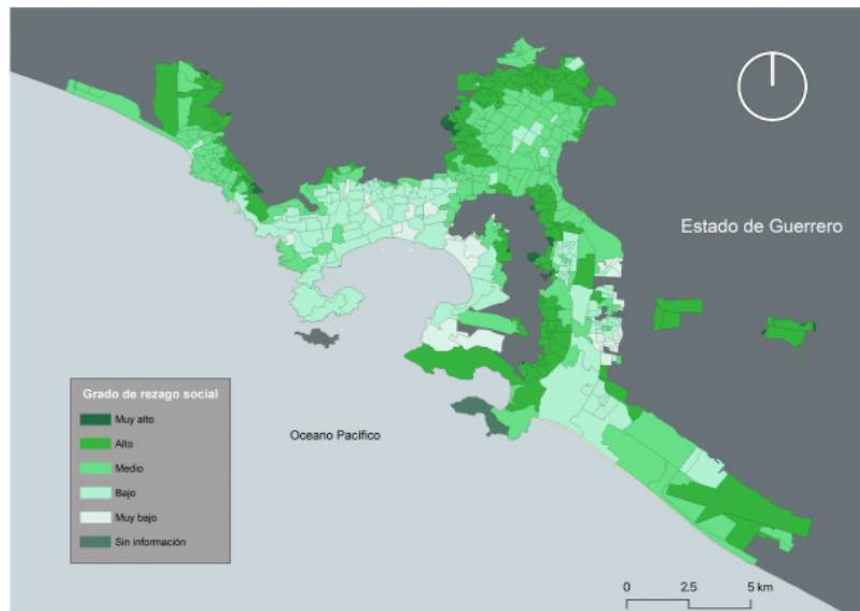 Estado de Guerrero
Grado de rezago social
Muy alto
Alto
Medio
Bajo
Muy bajo
Sin información
Oceano Pacífico
0 2.5 5 km